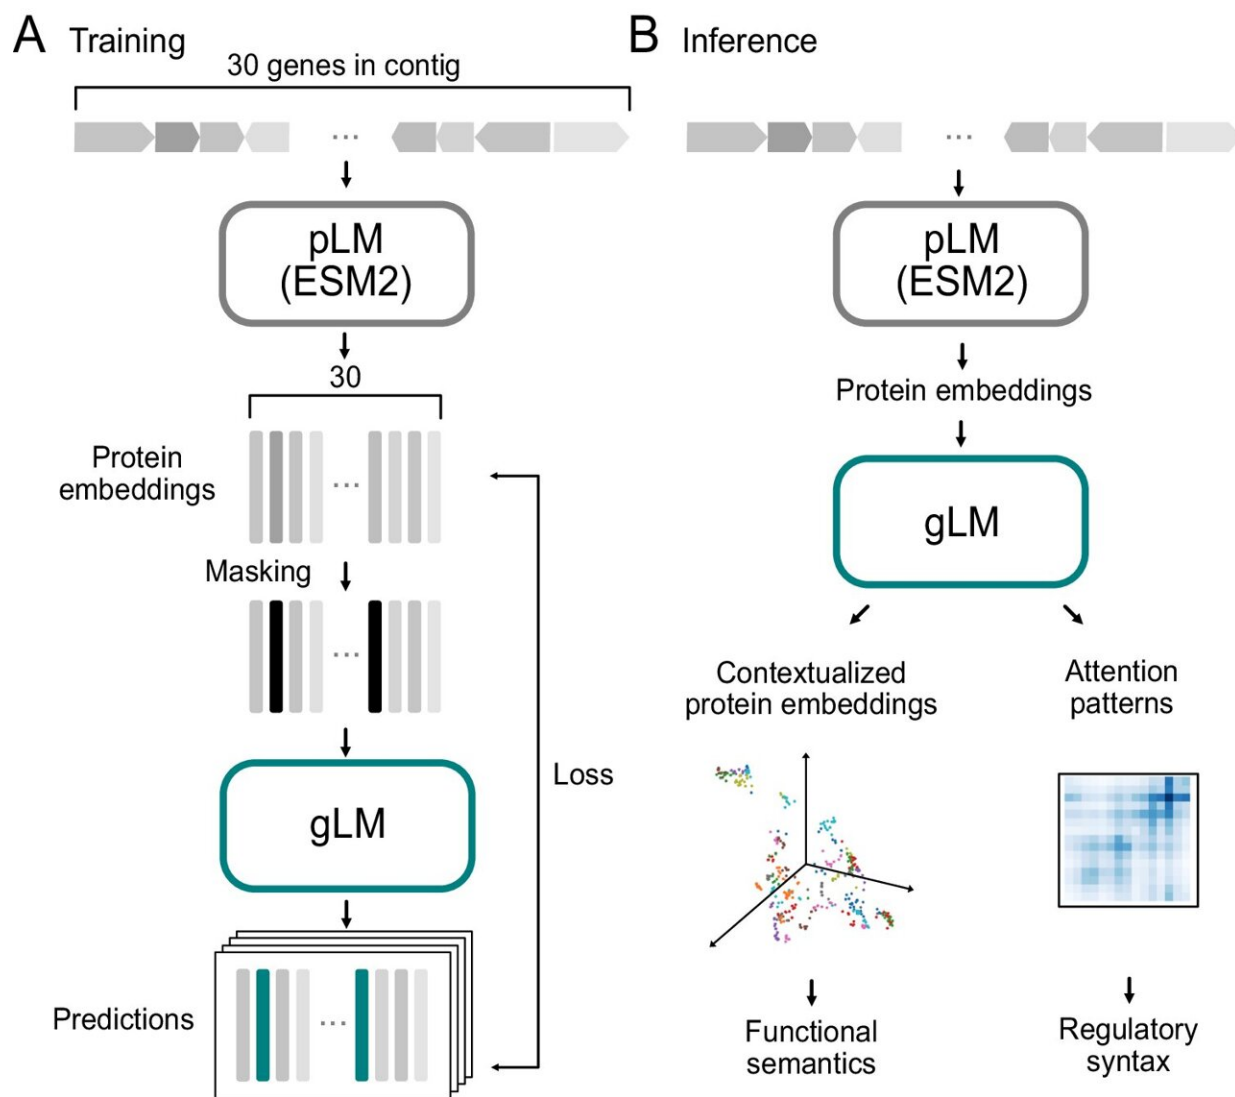 A Training
30 genes in contig
...
pLM
(ESM2)
30
Protein
embeddings
...
Masking
...
gLM
Loss
Predictions
...
B Inference
...
pLM
(ESM2)
Protein embeddings
gLM
Contextualized
protein embeddings
Attention
patterns
Functional
semantics
Regulatory
syntax